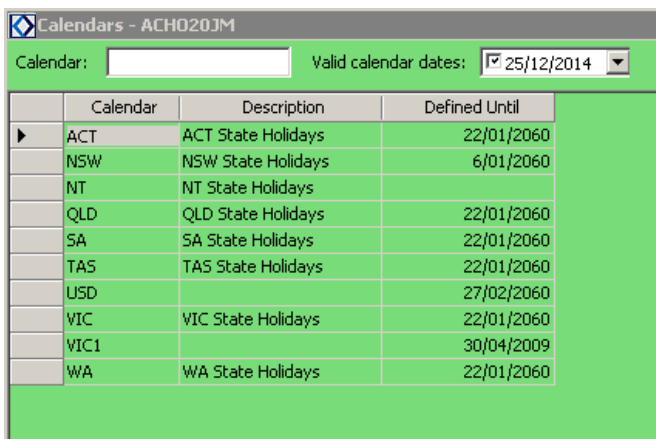 Calendars - ACHO20JM
Calendar: Valid calendar dates: 25/12/2014
Calendar Description Defined Until
ACT ACT State Holidays 22/01/2060
NSW NSW State Holidays 6/01/2060
NT NT State Holidays
QLD QLD State Holidays 22/01/2060
SA SA State Holidays 22/01/2060
TAS TAS State Holidays 22/01/2060
USD 27/02/2060
VIC VIC State Holidays 22/01/2060
VIC1 30/04/2009
WA WA State Holidays 22/01/2060